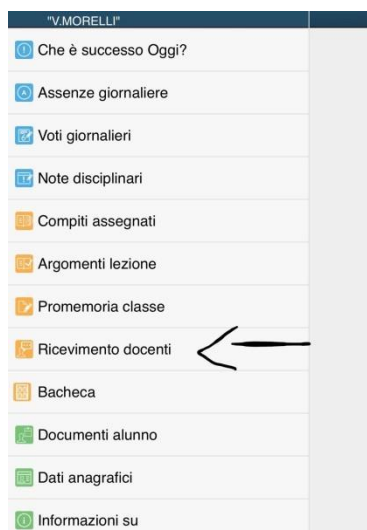 "V.MORELLI"
Che è successo Oggi?
Assenze giornaliere
Voti giornalieri
Note disciplinari
Compiti assegnati
Argomenti lezione
Promemoria classe
Ricevimento docenti
Bacheca
Documenti alunno
Dati anagrafici
Informazioni su